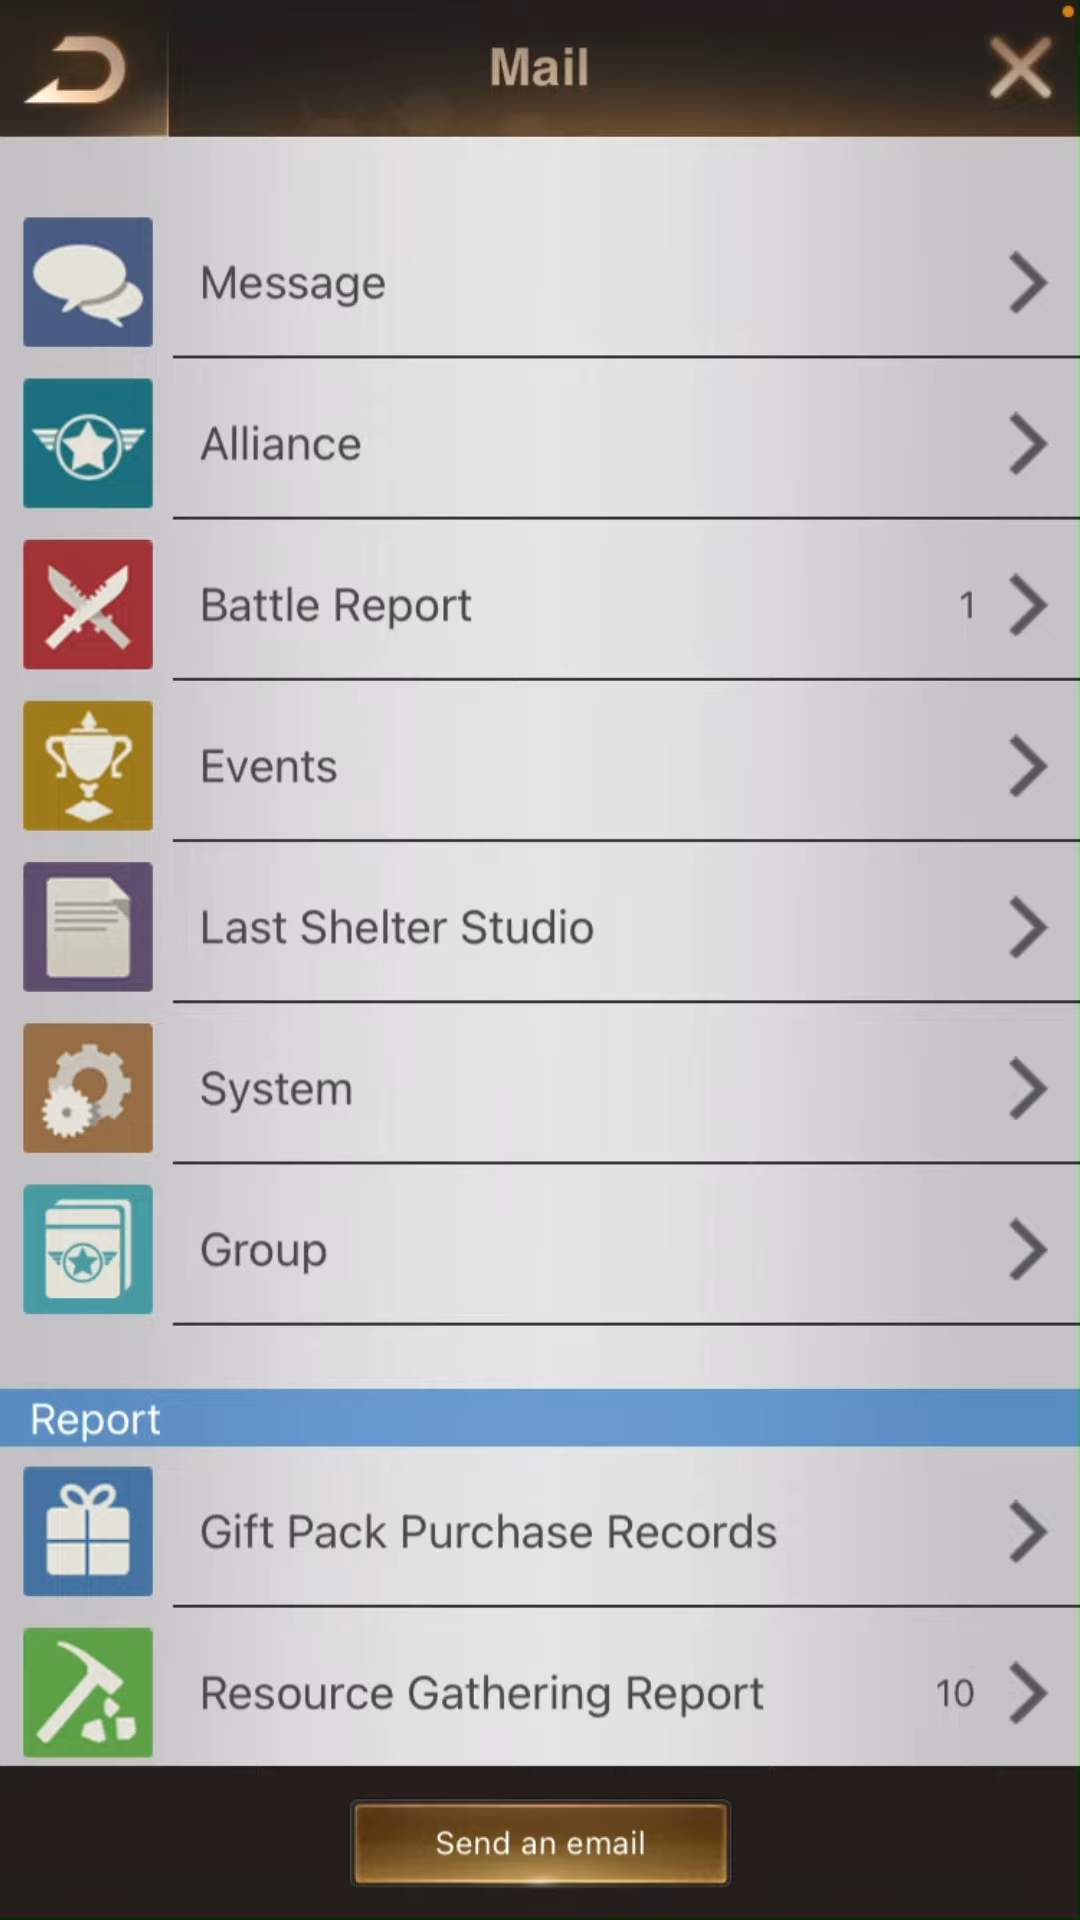 Mail
Message
Alliance
Battle Report 1
Events
Last Shelter Studio
System
Group
Report
Gift Pack Purchase Records
Resource Gathering Report 10
Send an email